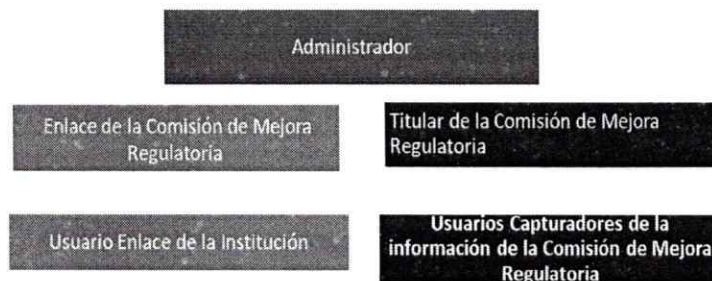 Administrador
Enlace de la Comisión de Mejora
Regulatoria
Titular de la Comisión de Mejora
Regulatoria
Usuario Enlace de la Institución
Usuarios Capturadores de la
información de la Comisión de Mejora
Regulatoria